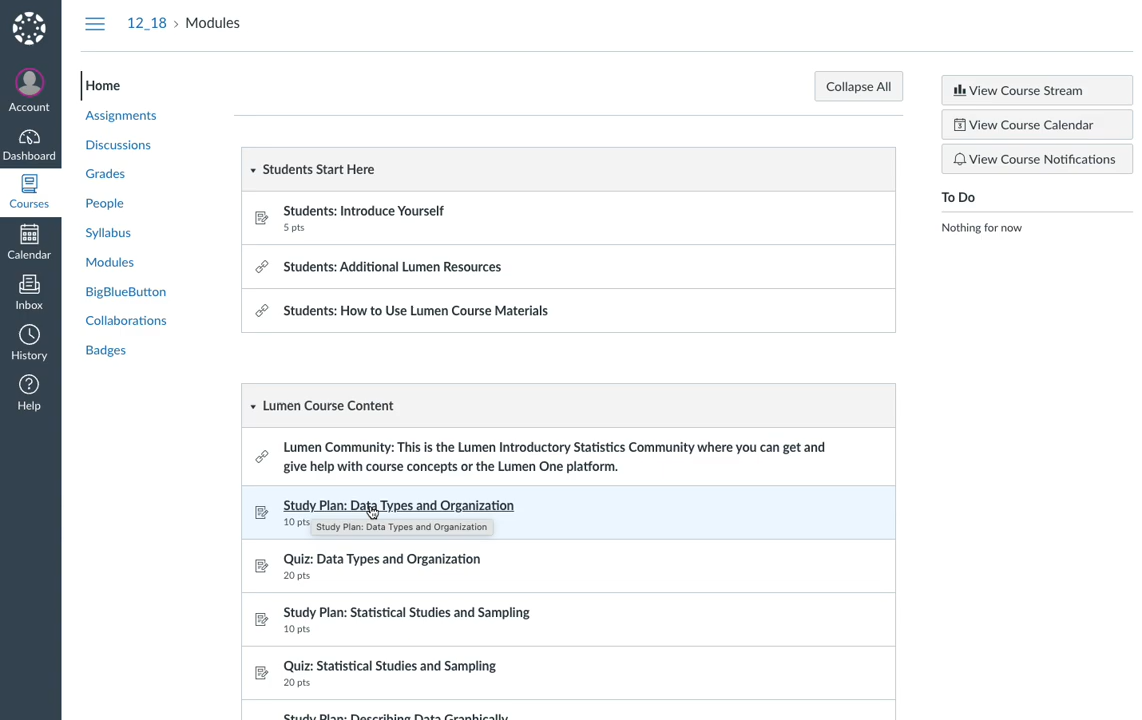 12_18 › Modules
Account
Dashboard
Courses
Calendar
Inbox
History
Help
Home
Assignments
Discussions
Grades
People
Syllabus
Modules
BigBlueButton
Collaborations
Badges
Collapse All
Students Start Here
Students: Introduce Yourself
5 pts
Students: Additional Lumen Resources
Students: How to Use Lumen Course Materials
Lumen Course Content
Lumen Community: This is the Lumen Introductory Statistics Community where you can get and
give help with course concepts or the Lumen One platform.
Study Plan: Data Types and Organization
10 pts
Study Plan: Data Types and Organization
Quiz: Data Types and Organization
20 pts
Study Plan: Statistical Studies and Sampling
10 pts
Quiz: Statistical Studies and Sampling
20 pts
Study Plan: Describing Data Graphically
View Course Stream
View Course Calendar
View Course Notifications
To Do
Nothing for now